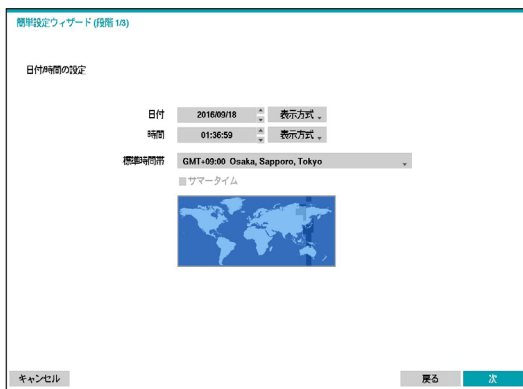 簡単設定ウィザード (段階 1/3)
日付/時間の設定
日付 2016/09/18 表示方式
時間 01:36:59 表示方式
標準時間帯 GMT+09:00 Osaka, Sapporo, Tokyo
サマータイム
キャンセル 戻る 次